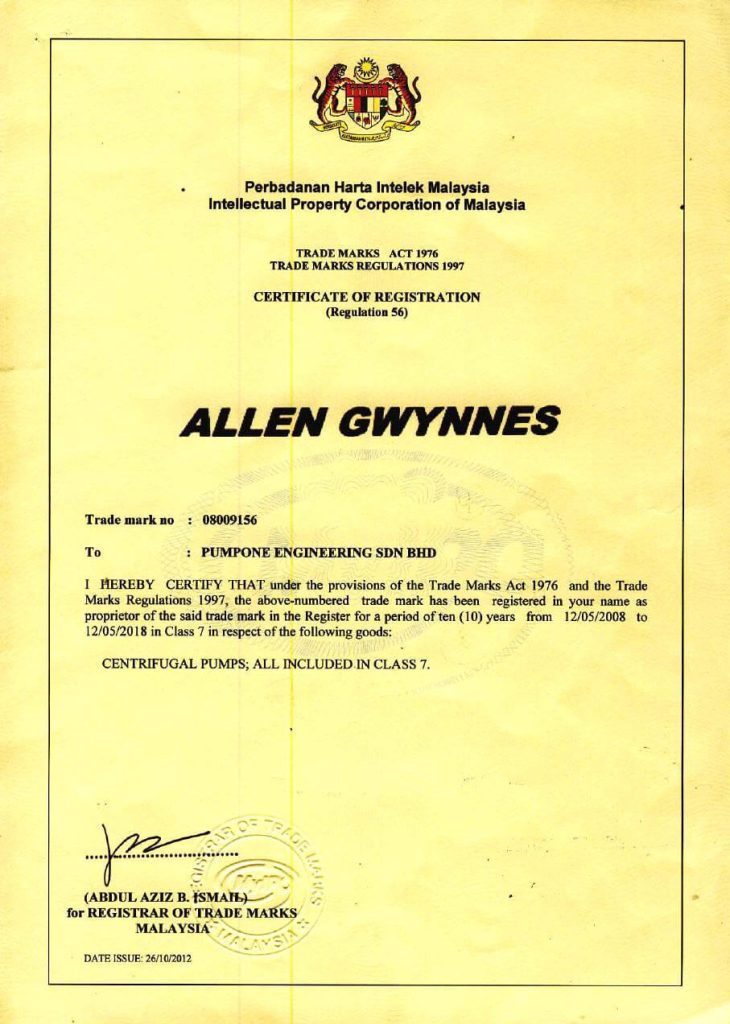 Perbadanan Harta Intelek Malaysia
Intellectual Property Corporation of Malaysia
TRADE MARKS ACT 1976
TRADE MARKS REGULATIONS 1997
CERTIFICATE OF REGISTRATION
(Regulation 56)
ALLEN GWYNNES
Trade mark no : 08009156
To : PUMPONE ENGINEERING SDN BHD
I HEREBY CERTIFY THAT under the provisions of the Trade Marks Act 1976 and the Trade
Marks Regulations 1997, the above-numbered trade mark has been registered in your name as
proprietor of the said trade mark in the Register for a period of ten (10) years from 12/05/2008 to
12/05/2018 in Class 7 in respect of the following goods:
CENTRIFUGAL PUMPS; ALL INCLUDED IN CLASS 7.
REGISTRAR OF TRADE MARKS
MALAYSIA
(ABDUL AZIZ B. ISMAIL)
for REGISTRAR OF TRADE MARKS
MALAYSIA
DATE ISSUE: 26/10/2012